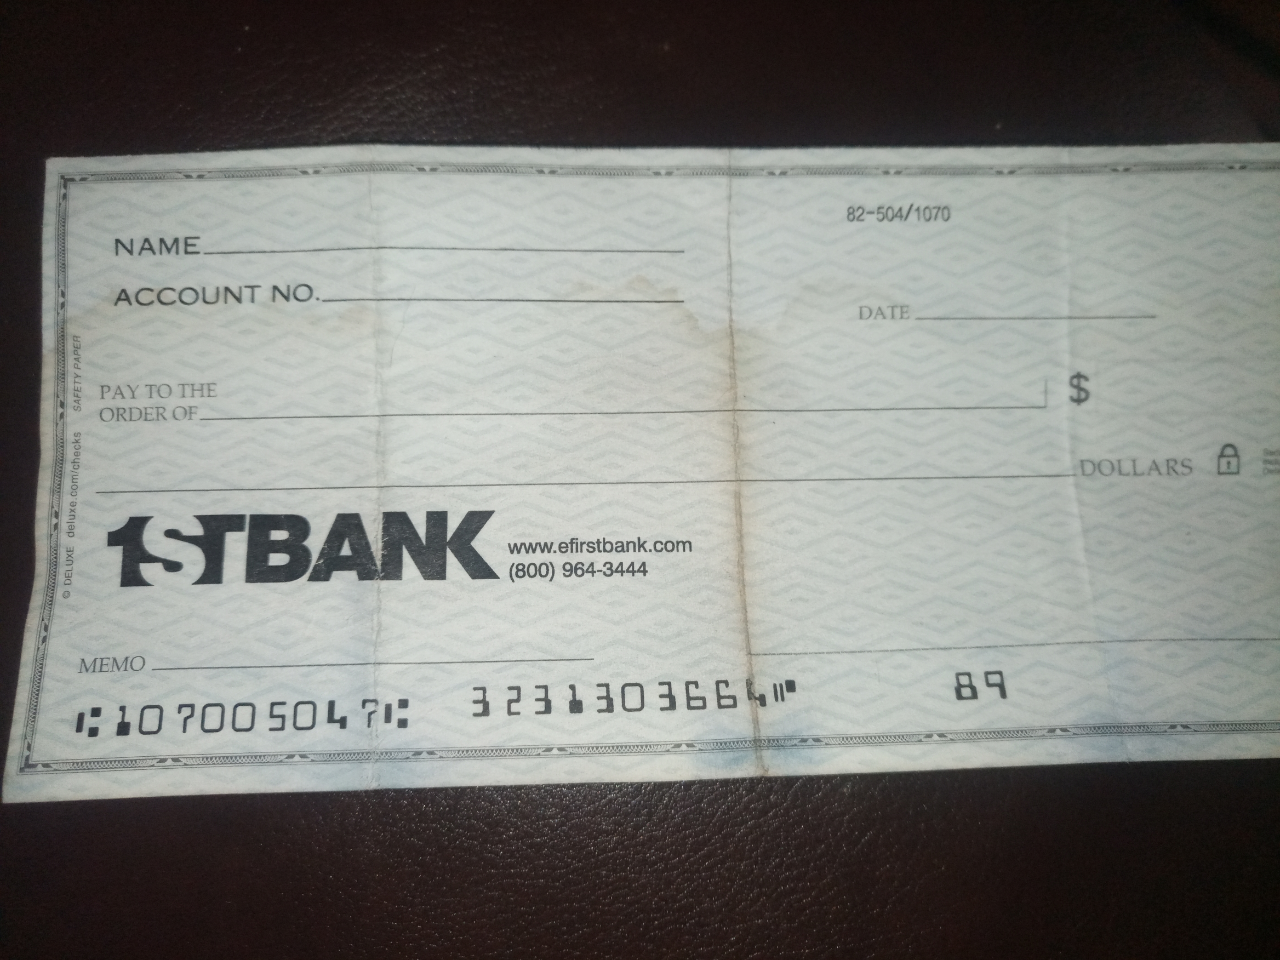 82-504/1070
NAME
ACCOUNT NO.
DATE
PAY TO THE
ORDER OF
$
DOLLARS
1STBANK
www.efirstbank.com
(800) 964-3444
MEMO
⑆107005047⑆ 3231303664⑈ 89
© DELUXE deluxe.com/checks SAFETY PAPER